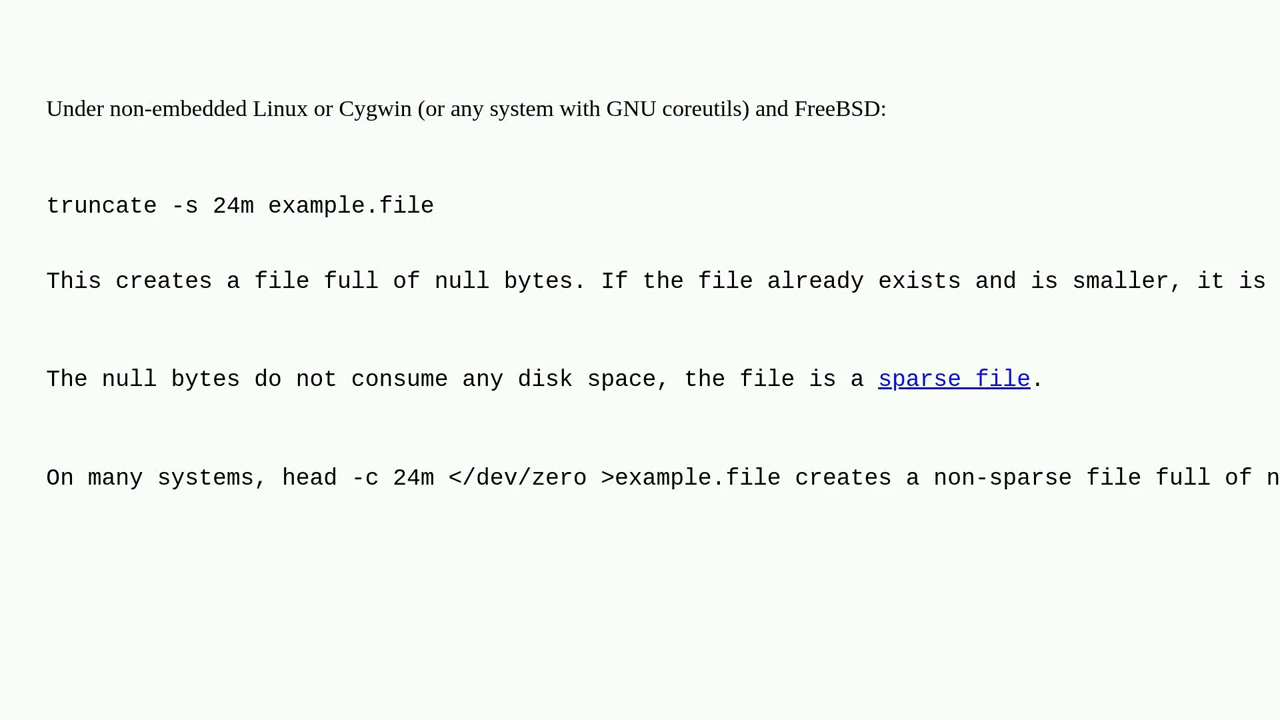 Under non-embedded Linux or Cygwin (or any system with GNU coreutils) and FreeBSD:
truncate -s 24m example.file
This creates a file full of null bytes. If the file already exists and is smaller, it is
The null bytes do not consume any disk space, the file is a sparse file.
On many systems, head -c 24m </dev/zero >example.file creates a non-sparse file full of n